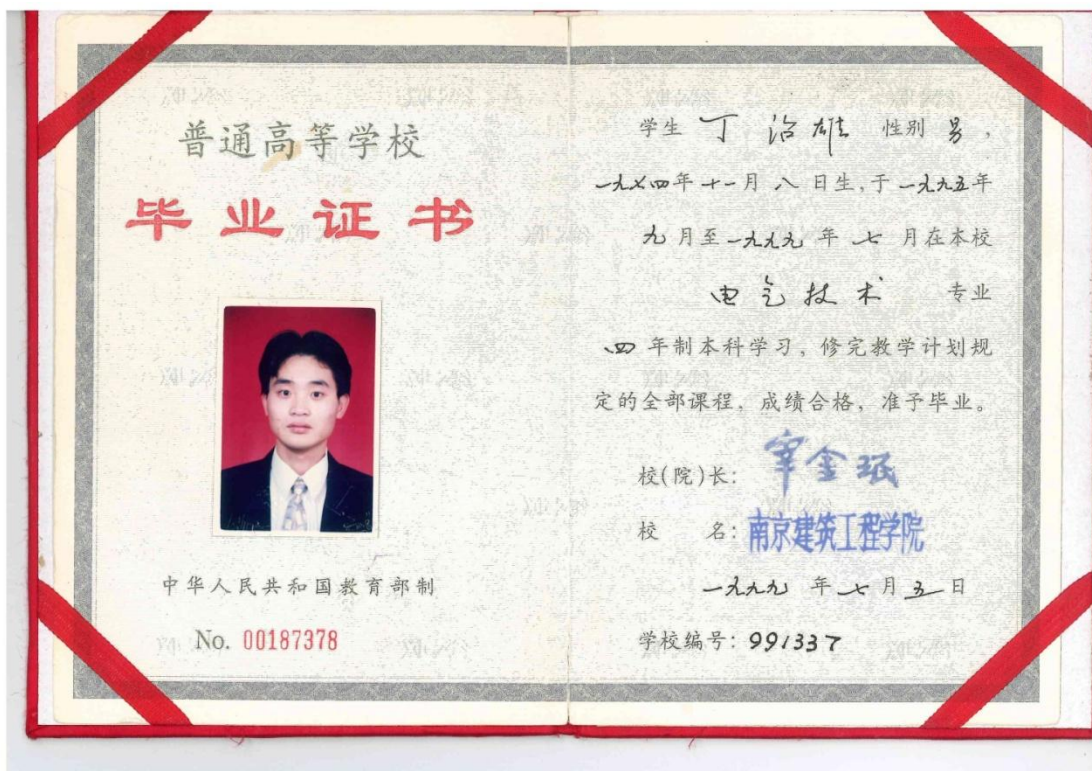 普通高等学校
毕业证书
中华人民共和国教育部制
No. 00187378
学生 丁治雄 性别 男,
一九七四年十一月八日生,于一九九五年
九月至一九九九年七月在本校
电气技术 专业
四年制本科学习,修完教学计划规
定的全部课程,成绩合格,准予毕业。
校(院)长: 宰金珉
校 名: 南京建筑工程学院
一九九九年七月五日
学校编号: 991337